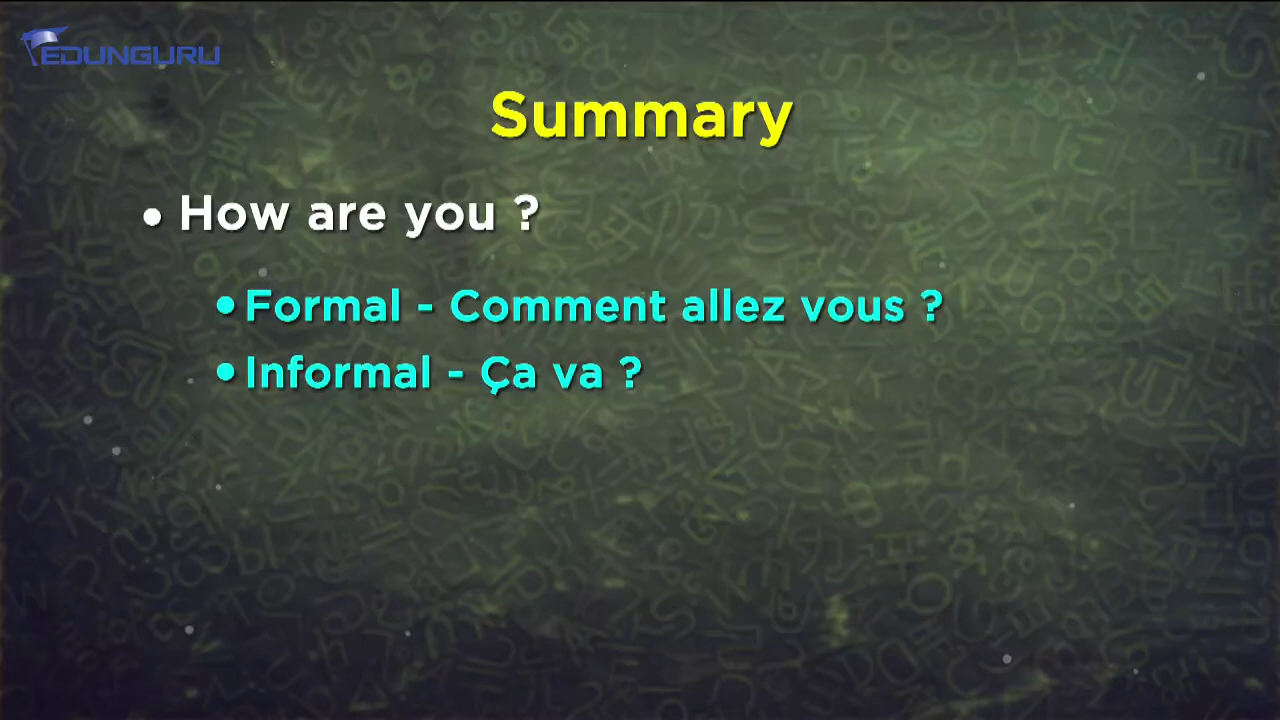 EDUNGURU
Summary
• How are you ?
• Formal - Comment allez vous ?
• Informal - Ça va ?